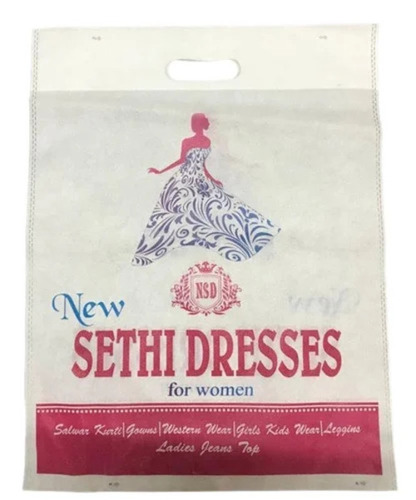 NSD
New
SETHI DRESSES
for women
Salwar Kurti|Gowns|Western Wear|Girls Kids Wear|Leggins
Ladies Jeans Top